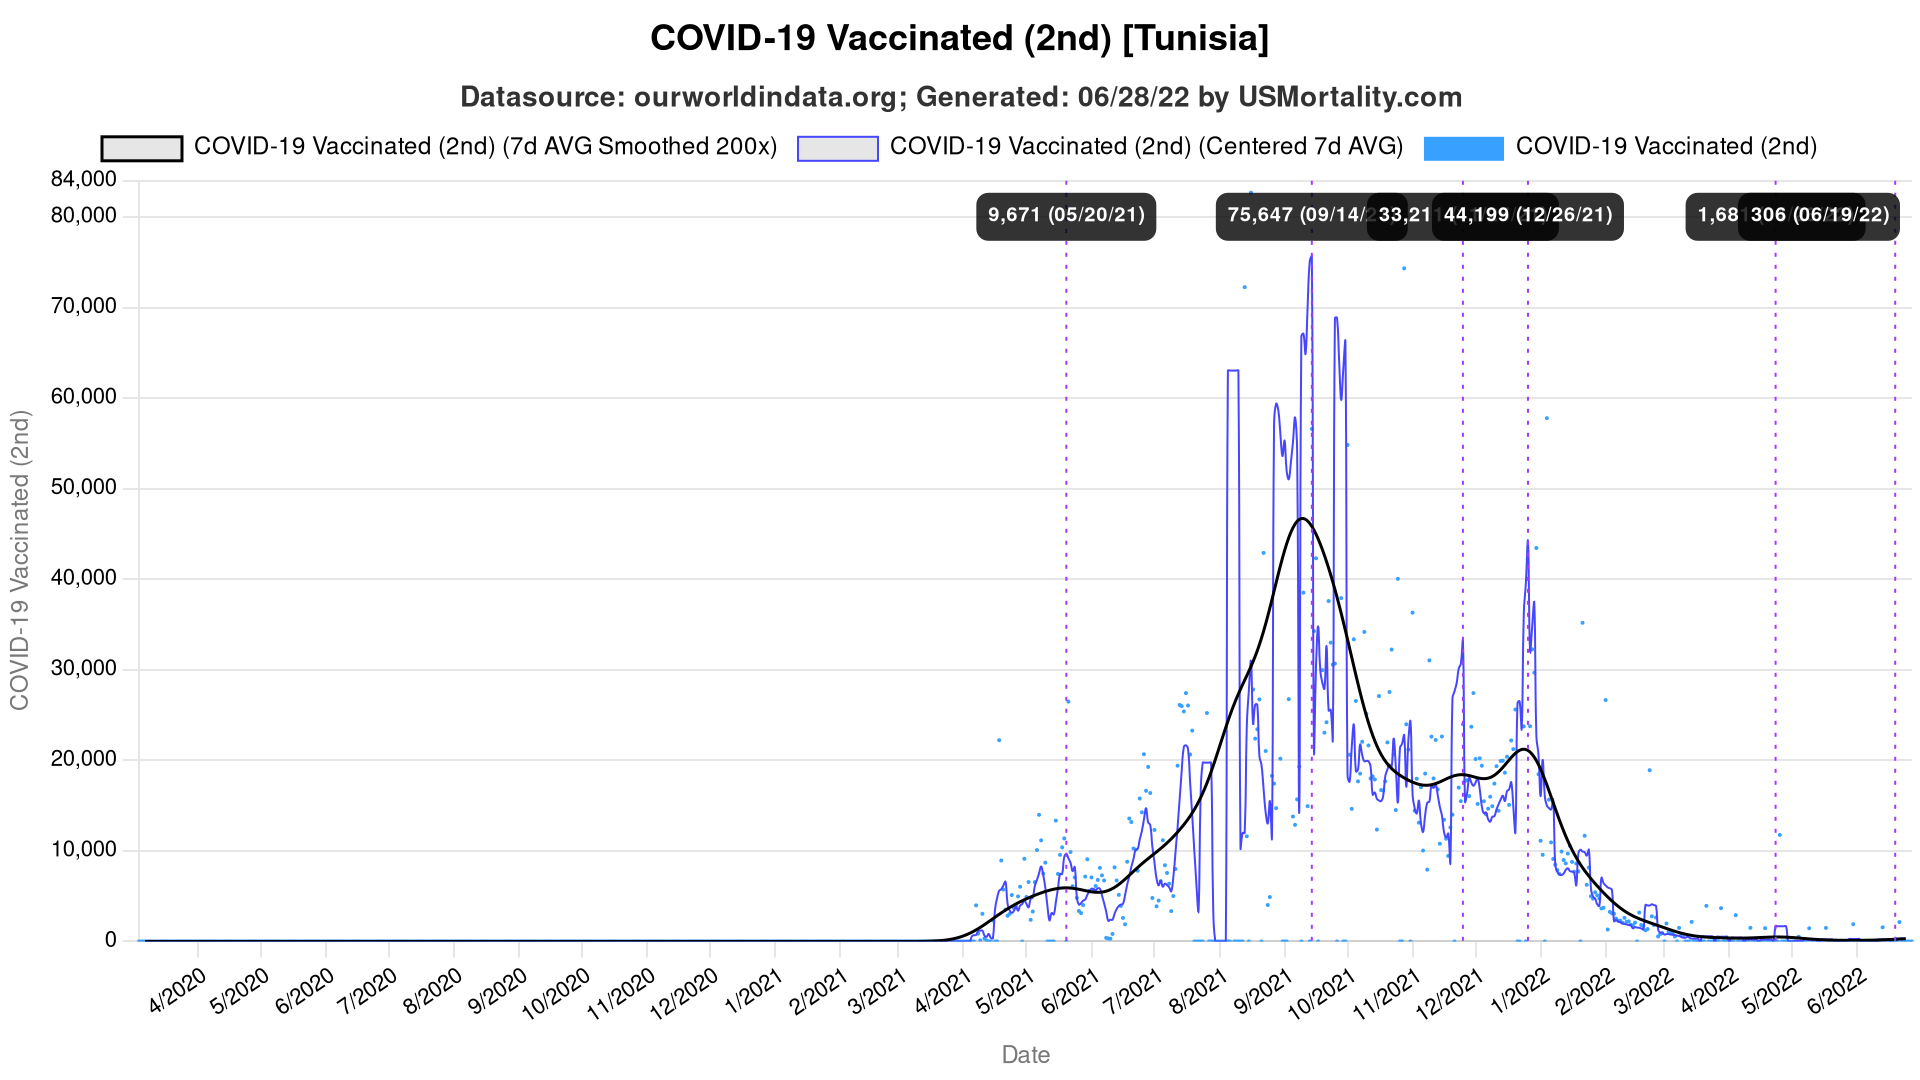 COVID-19 Vaccinated (2nd) [Tunisia]
Datasource: ourworldindata.org; Generated: 06/28/22 by USMortality.com
COVID-19 Vaccinated (2nd) (7d AVG Smoothed 200x) COVID-19 Vaccinated (2nd) (Centered 7d AVG) COVID-19 Vaccinated (2nd)
84,000
80,000
70,000
60,000
50,000
40,000
30,000
20,000
10,000
0
COVID-19 Vaccinated (2nd)
9,671 (05/20/21) 75,647 (09/14/ 33,211 44,199 (12/26/21) 1,681 306 (06/19/22)
4/2020 5/2020 6/2020 7/2020 8/2020 9/2020 10/2020 11/2020 12/2020 1/2021 2/2021 3/2021 4/2021 5/2021 6/2021 7/2021 8/2021 9/2021 10/2021 11/2021 12/2021 1/2022 2/2022 3/2022 4/2022 5/2022 6/2022
Date